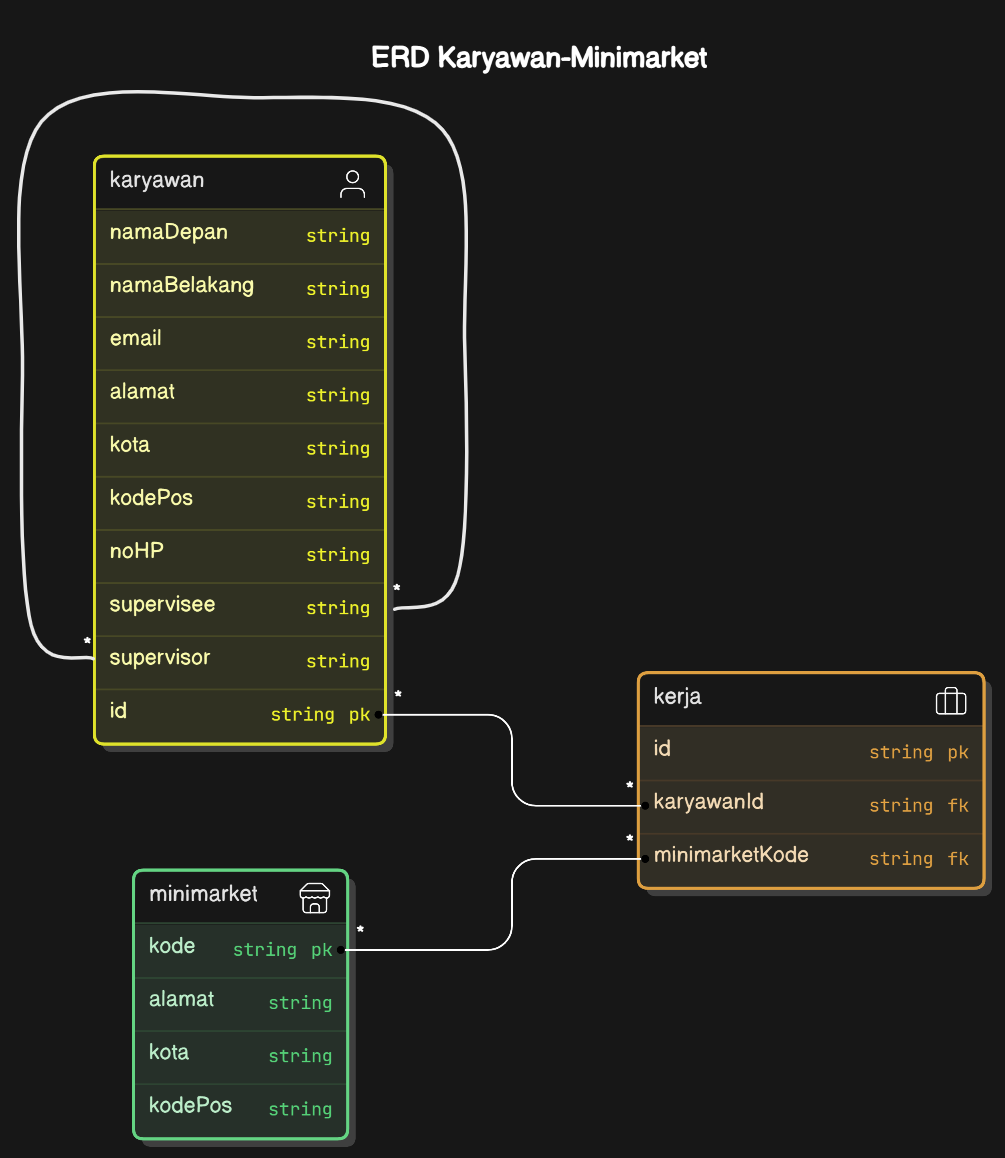 ERD Karyawan-Minimarket
karyawan
namaDepan string
namaBelakang string
email string
alamat string
kota string
kodePos string
noHP string
*
supervisee string
*
supervisor string
*
id string pk
kerja
id string pk
*
karyawanId string fk
*
minimarketKode string fk
minimarket
*
kode string pk
alamat string
kota string
kodePos string